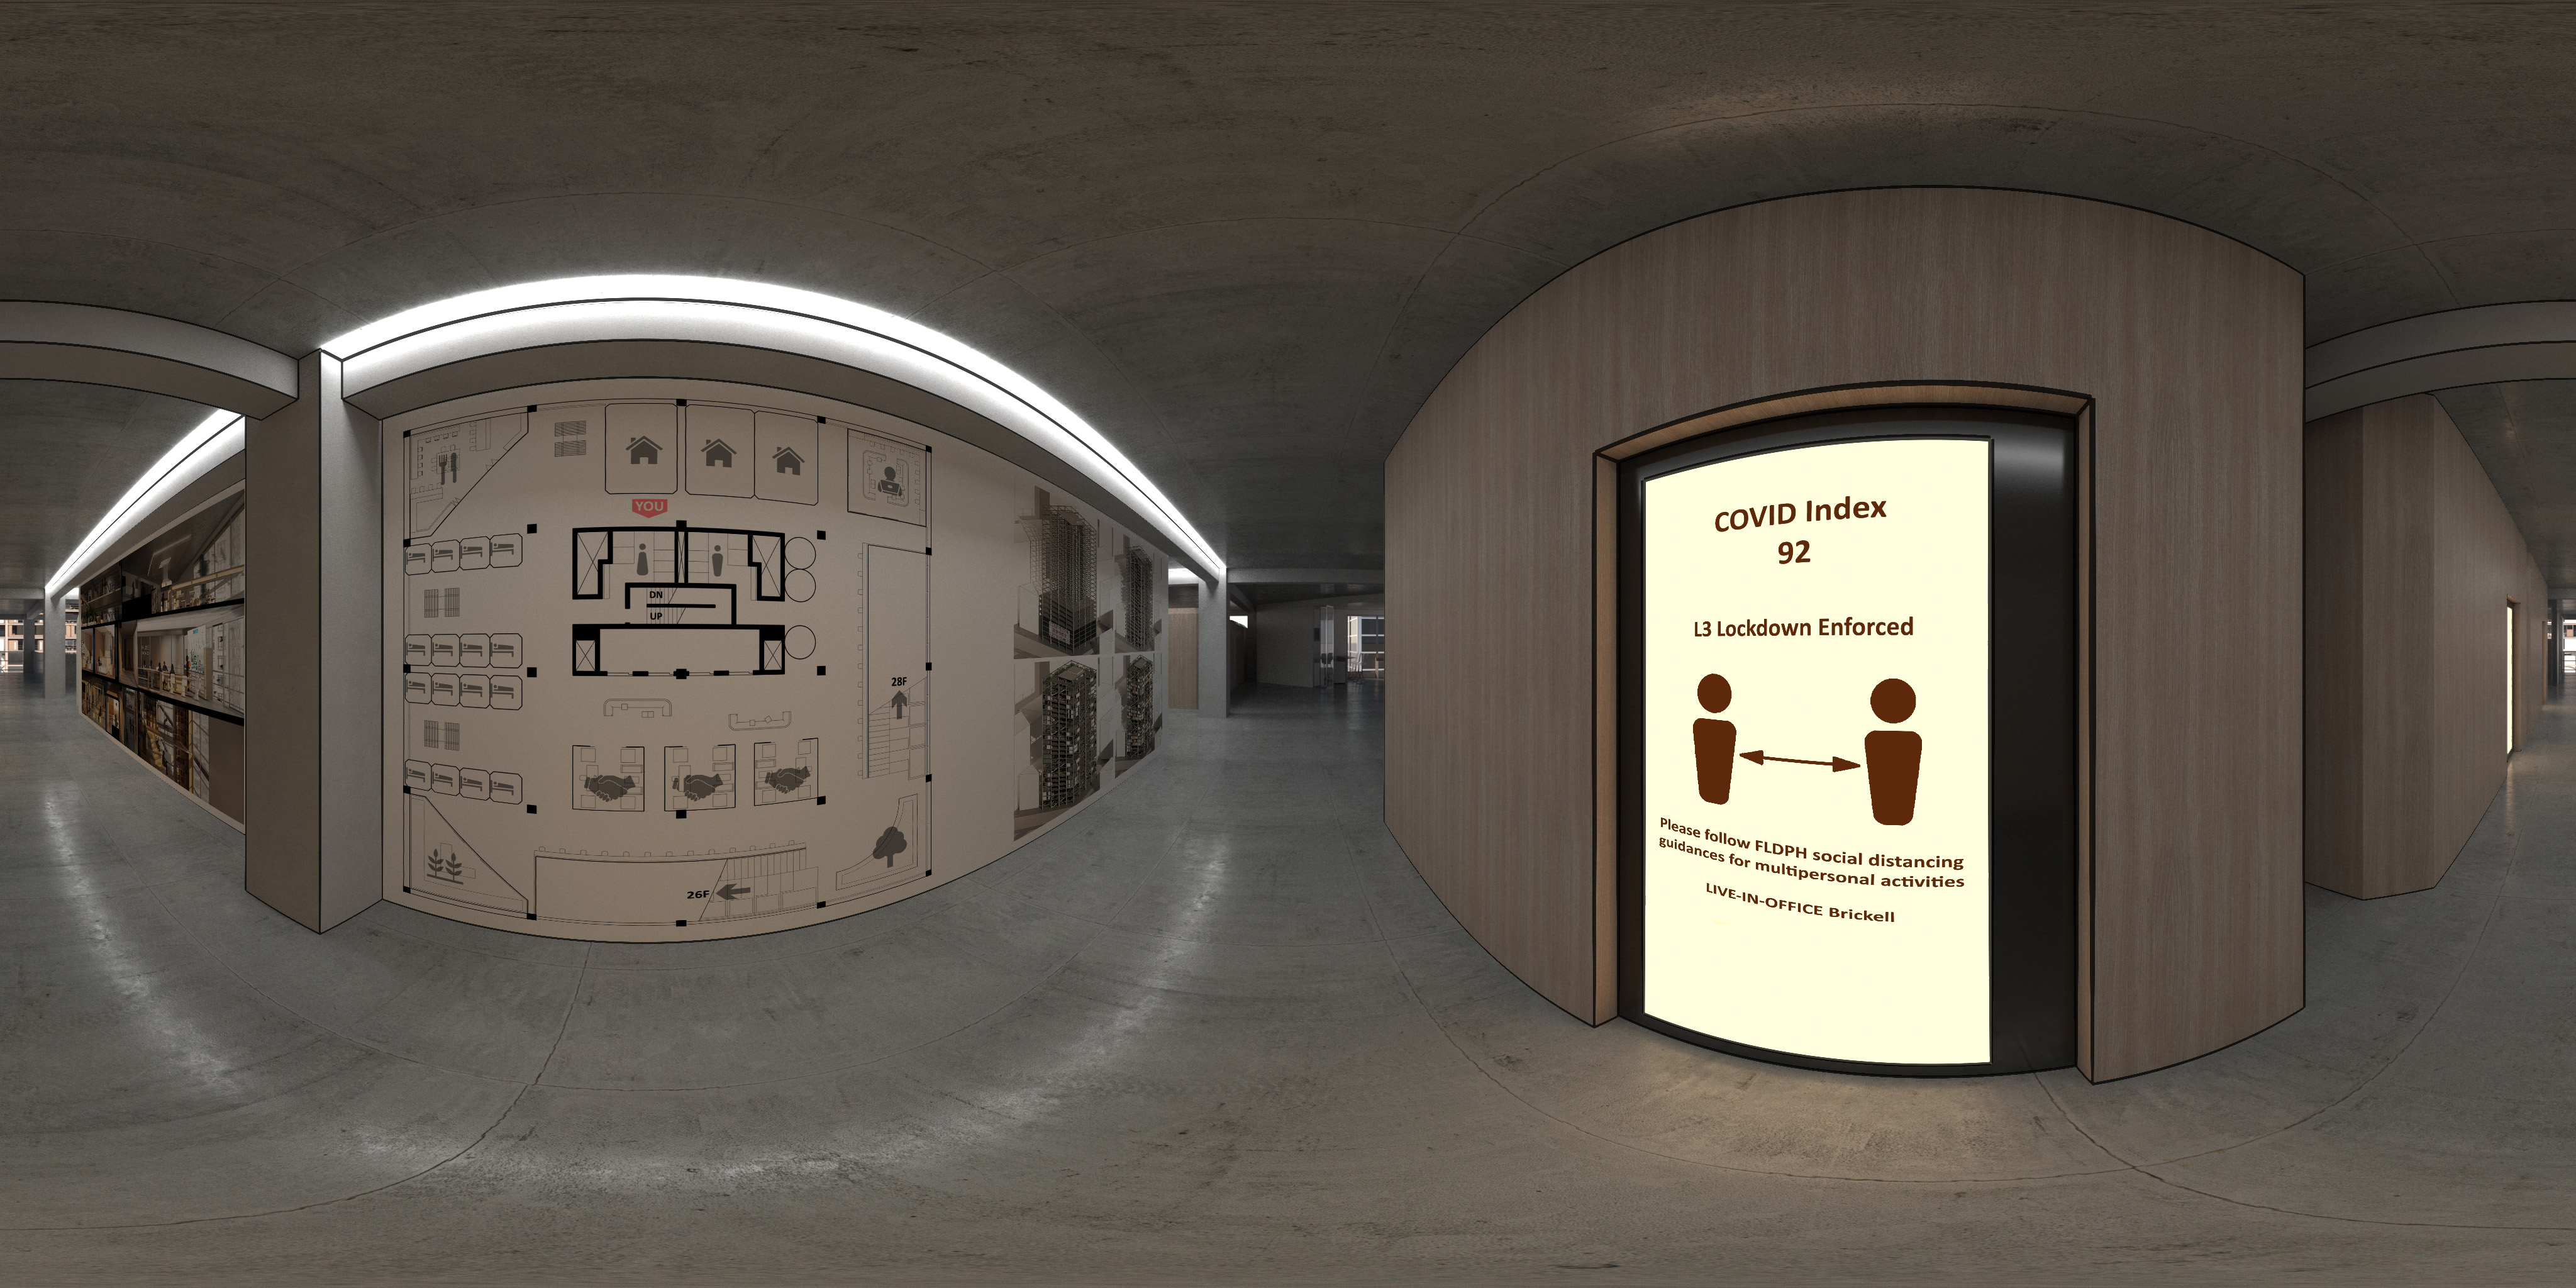 YOU
DN
UP
28F
26F
COVID Index
92
L3 Lockdown Enforced
Please follow FLDPH social distancing
guidances for multipersonal activities
LIVE-IN-OFFICE Brickell